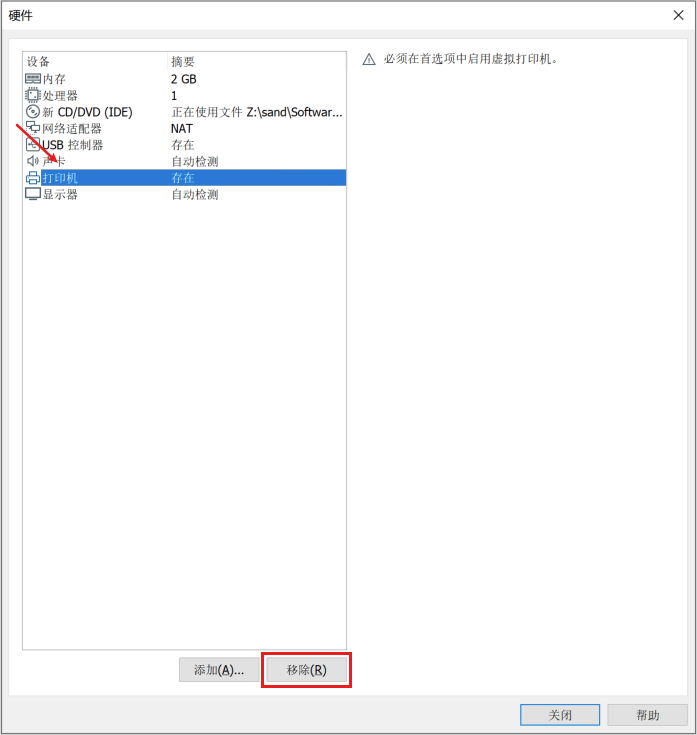 硬件
设备 摘要
内存 2 GB
处理器 1
新 CD/DVD (IDE) 正在使用文件 Z:\sand\Softwar...
网络适配器 NAT
USB 控制器 存在
声卡 自动检测
打印机 存在
显示器 自动检测
必须在首选项中启用虚拟打印机。
添加(A)... 移除(R)
关闭 帮助